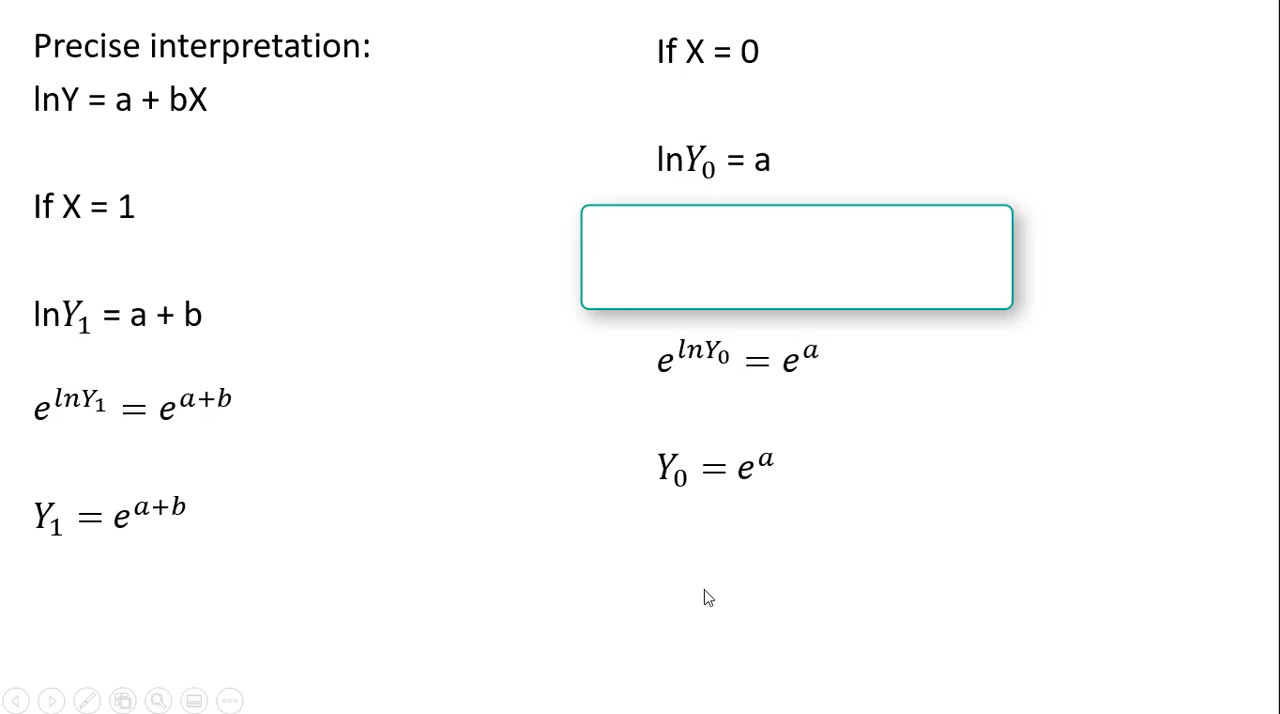 Precise interpretation:
lnY = a + bX
If X = 1
ln𝑌₁ = a + b
𝑒^{𝑙𝑛𝑌₁} = 𝑒^{𝑎+𝑏}
𝑌₁ = 𝑒^{𝑎+𝑏}
If X = 0
ln𝑌₀ = a
𝑒^{𝑙𝑛𝑌₀} = 𝑒^{𝑎}
𝑌₀ = 𝑒^{𝑎}